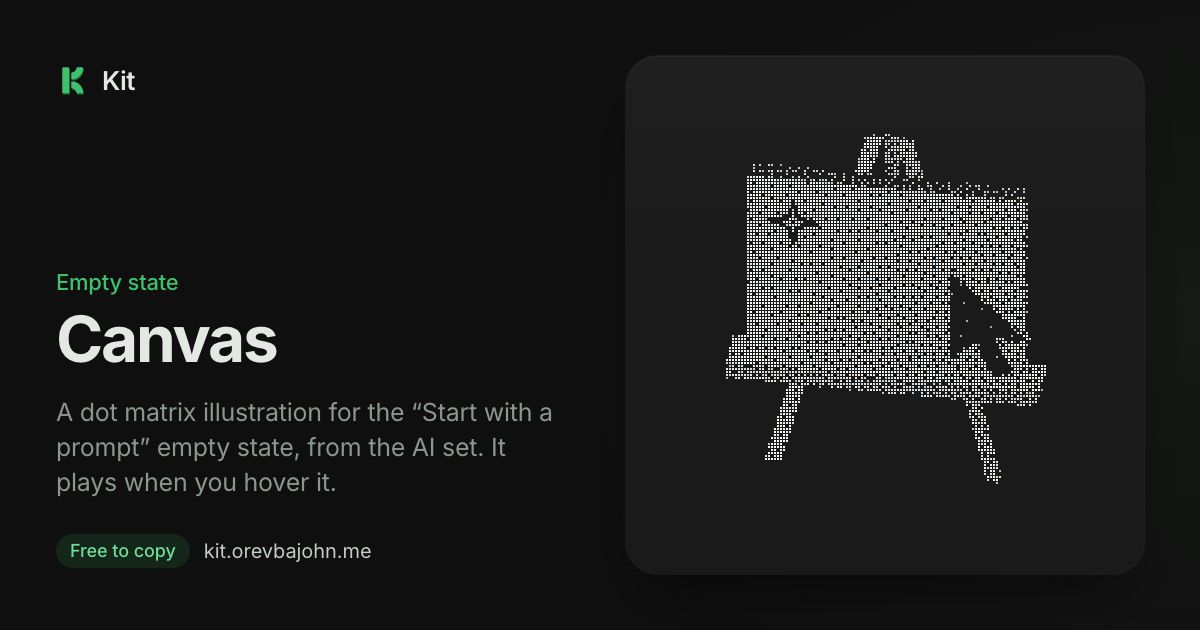 Kit
Empty state
Canvas
A dot matrix illustration for the “Start with a
prompt” empty state, from the AI set. It
plays when you hover it.
Free to copy
kit.orevbajohn.me